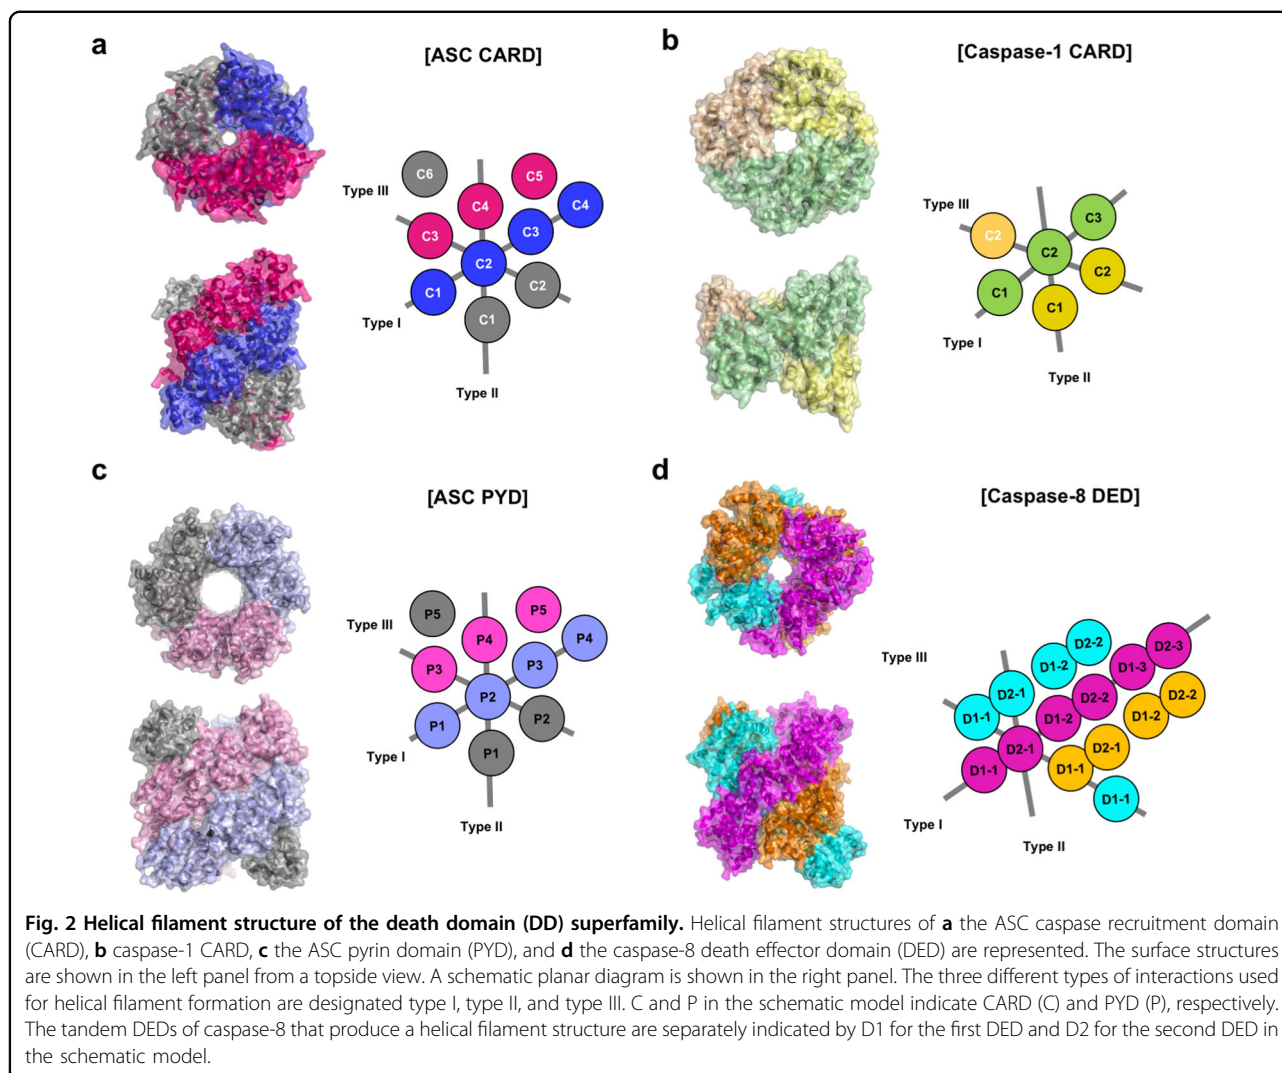 a
[ASC CARD]
C6
C5
Type III
C4
C4
C3
C3
C2
C2
C1
C1
Type I
Type II
b
[Caspase-1 CARD]
Type III
C3
C2
C2
C2
C1
C1
Type I
Type II
c
[ASC PYD]
P5
P5
Type III
P4
P4
P3
P3
P2
P2
P1
P1
Type I
Type II
d
[Caspase-8 DED]
Type III
D2-2
D2-3
D1-2
D1-3
D2-1
D2-2
D2-2
D1-1
D1-2
D1-2
D2-1
D2-1
D1-1
D1-1
D1-1
Type I
Type II
Fig. 2 Helical filament structure of the death domain (DD) superfamily. Helical filament structures of a the ASC caspase recruitment domain
(CARD), b caspase-1 CARD, c the ASC pyrin domain (PYD), and d the caspase-8 death effector domain (DED) are represented. The surface structures
are shown in the left panel from a topside view. A schematic planar diagram is shown in the right panel. The three different types of interactions used
for helical filament formation are designated type I, type II, and type III. C and P in the schematic model indicate CARD (C) and PYD (P), respectively.
The tandem DEDs of caspase-8 that produce a helical filament structure are separately indicated by D1 for the first DED and D2 for the second DED in
the schematic model.